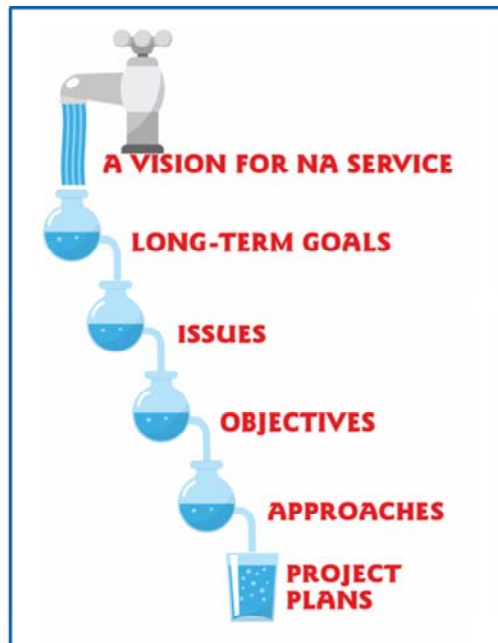 A VISION FOR NA SERVICE
LONG-TERM GOALS
ISSUES
OBJECTIVES
APPROACHES
PROJECT
PLANS